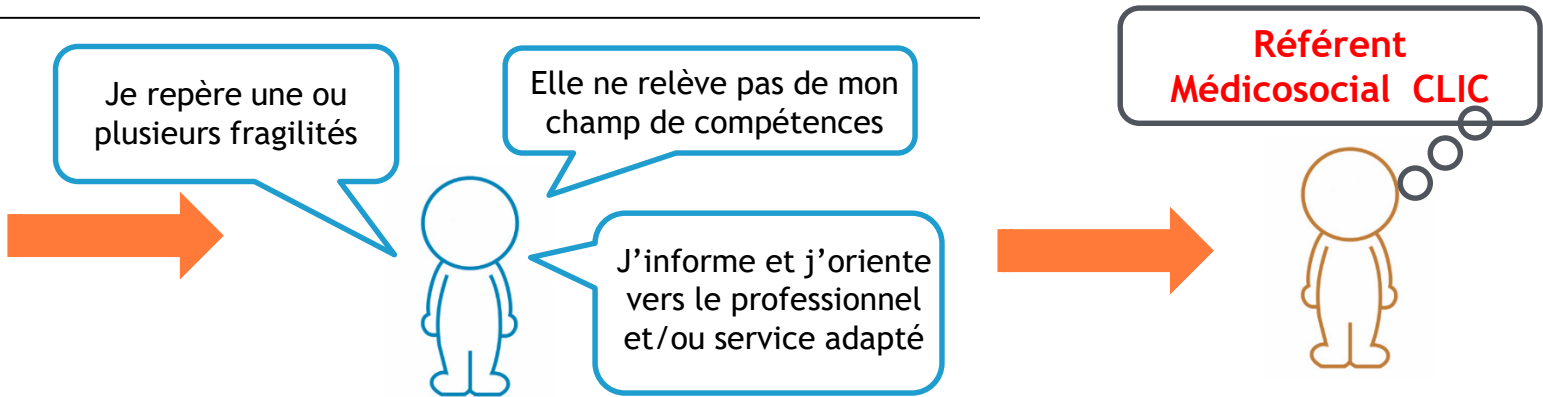 Je repère une ou
plusieurs fragilités
Elle ne relève pas de mon
champ de compétences
J’informe et j’oriente
vers le professionnel
et/ou service adapté
Référent
Médicosocial CLIC